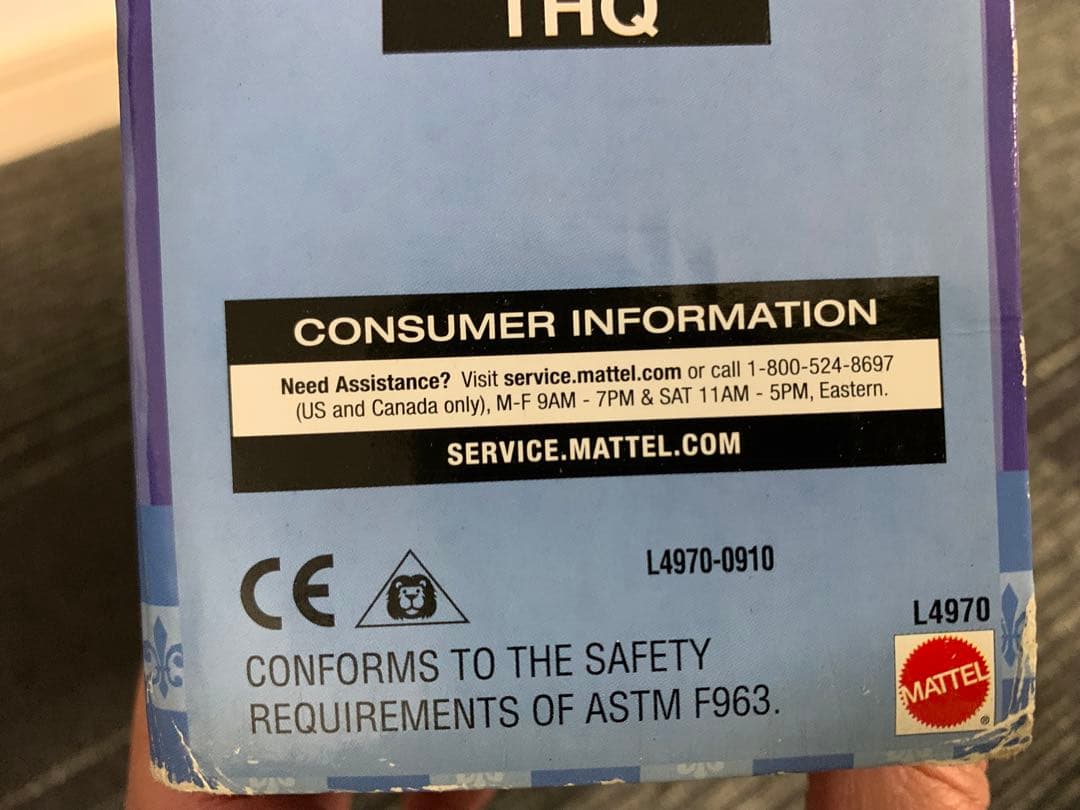 THQ
CONSUMER INFORMATION
Need Assistance? Visit service.mattel.com or call 1-800-524-8697
(US and Canada only), M-F 9AM - 7PM & SAT 11AM - 5PM, Eastern.
SERVICE.MATTEL.COM
CE
L4970-0910
L4970
MATTEL
®
CONFORMS TO THE SAFETY
REQUIREMENTS OF ASTM F963.